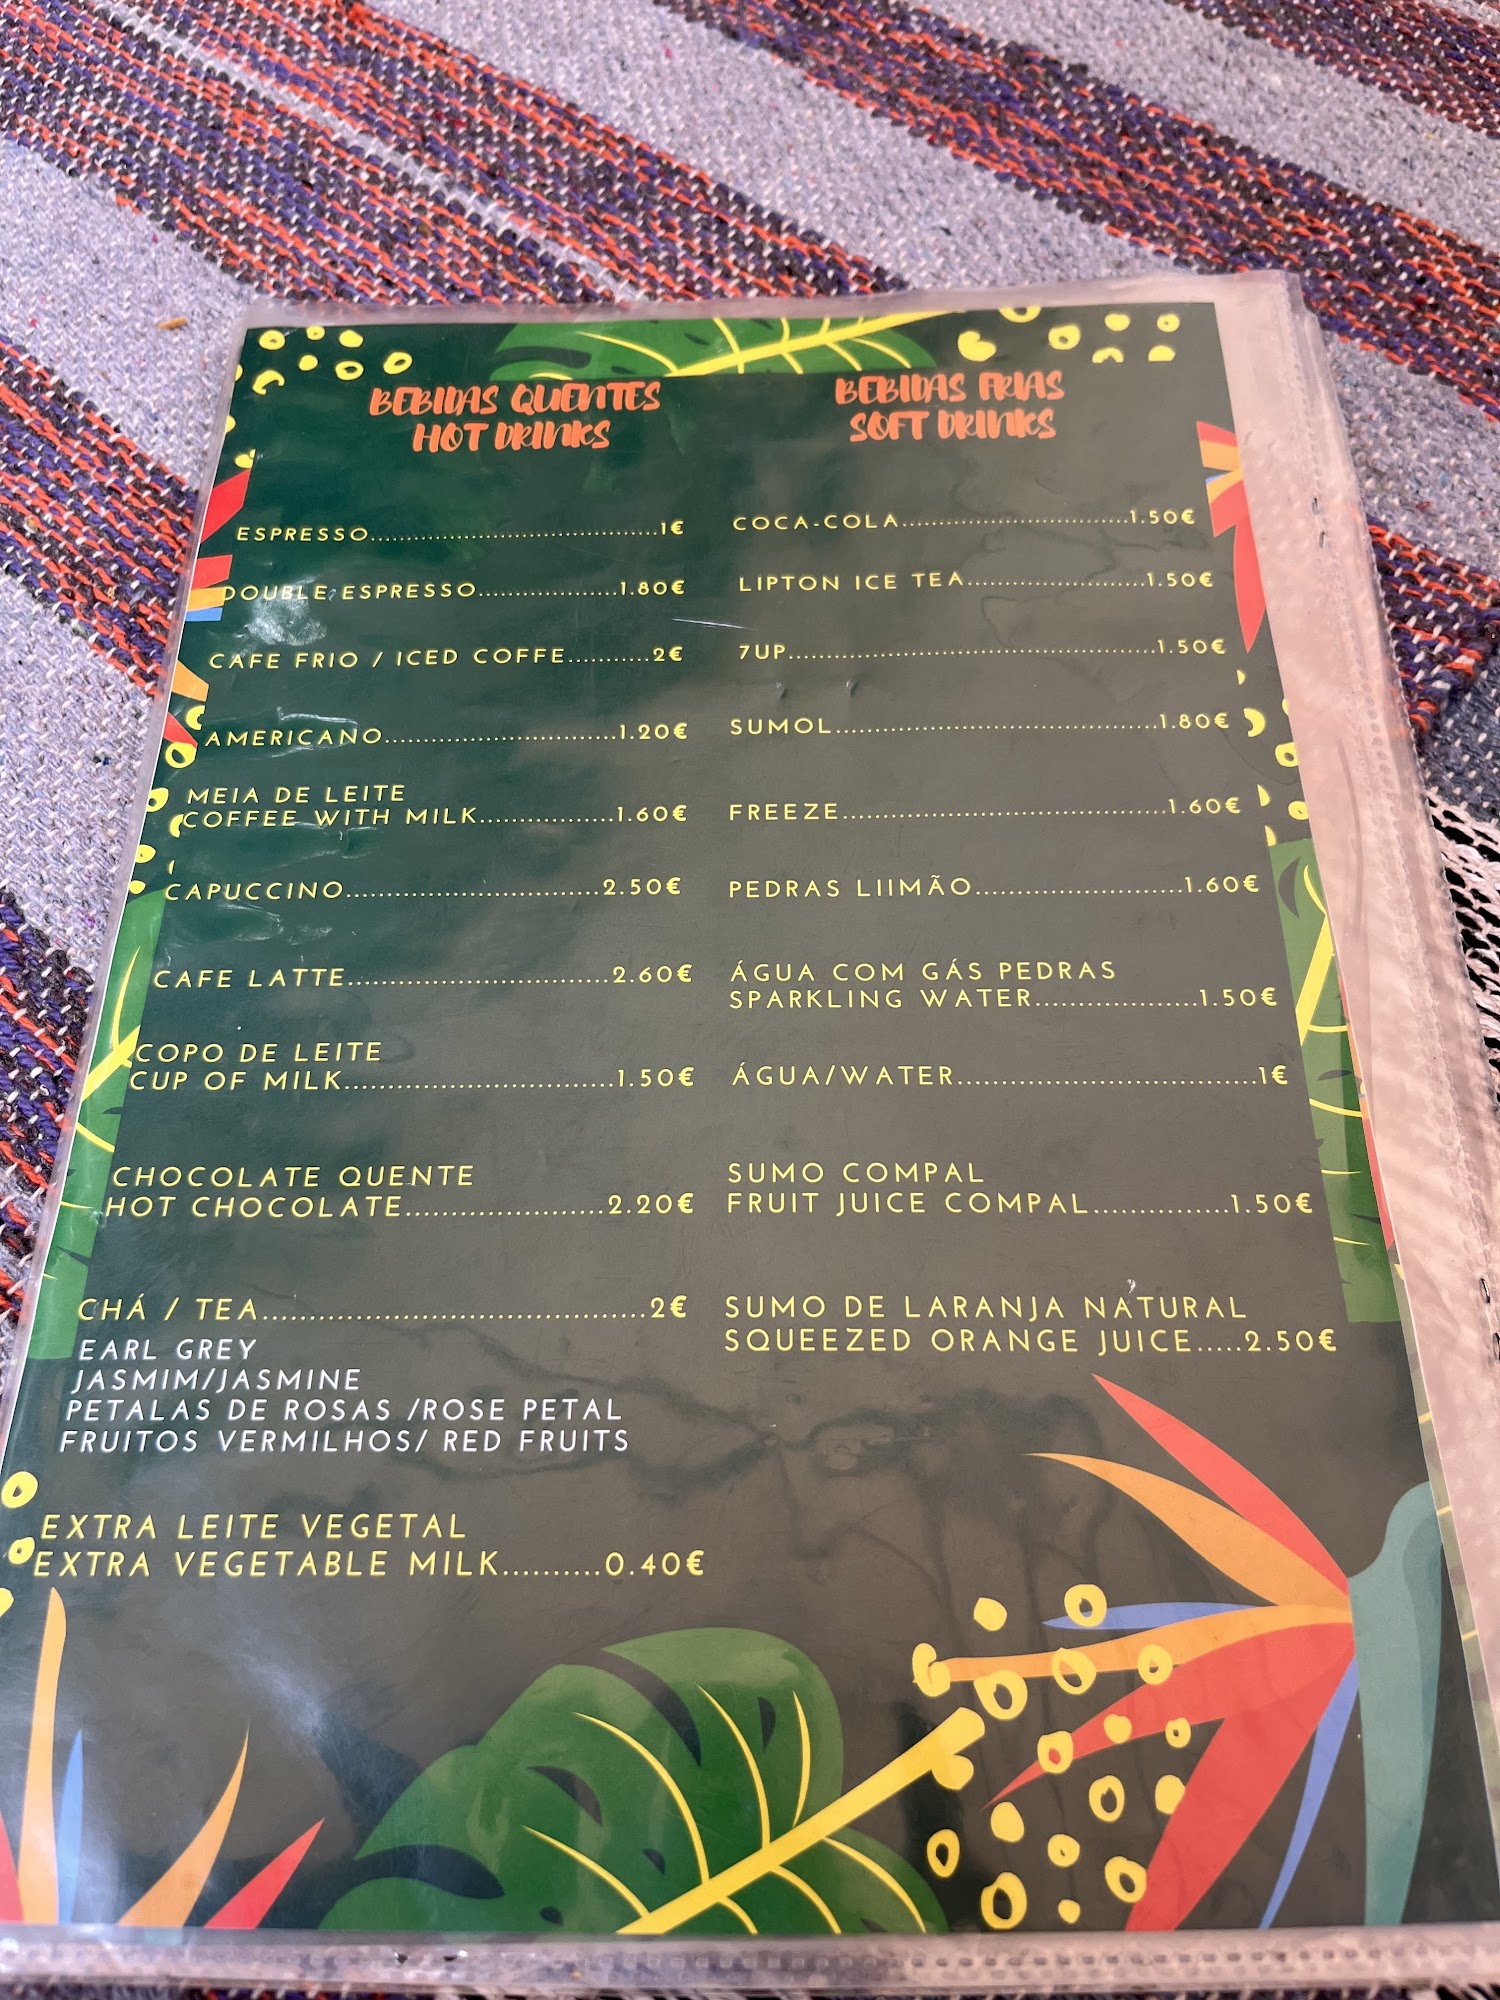 BEBIDAS QUENTES
HOT DRINKS
ESPRESSO........................................1€
DOUBLE ESPRESSO...................1.80€
CAFE FRIO / ICED COFFE..........2€
AMERICANO.............................1.20€
MEIA DE LEITE
COFFEE WITH MILK.................1.60€
CAPUCCINO...............................2.50€
CAFE LATTE................................2.60€
COPO DE LEITE
CUP OF MILK................................1.50€
CHOCOLATE QUENTE
HOT CHOCOLATE......................2.20€
CHÁ / TEA.........................................2€
EARL GREY
JASMIM/JASMINE
PETALAS DE ROSAS /ROSE PETAL
FRUITOS VERMILHOS/ RED FRUITS
EXTRA LEITE VEGETAL
EXTRA VEGETABLE MILK..........0.40€
BEBIDAS FRIAS
SOFT DRINKS
COCA-COLA..............................1.50€
LIPTON ICE TEA........................1.50€
7UP...............................................1.50€
SUMOL.........................................1.80€
FREEZE........................................1.60€
PEDRAS LIIMÃO.........................1.60€
ÁGUA COM GÁS PEDRAS
SPARKLING WATER...................1.50€
ÁGUA/WATER..................................1€
SUMO COMPAL
FRUIT JUICE COMPAL..............1.50€
SUMO DE LARANJA NATURAL
SQUEEZED ORANGE JUICE.....2.50€